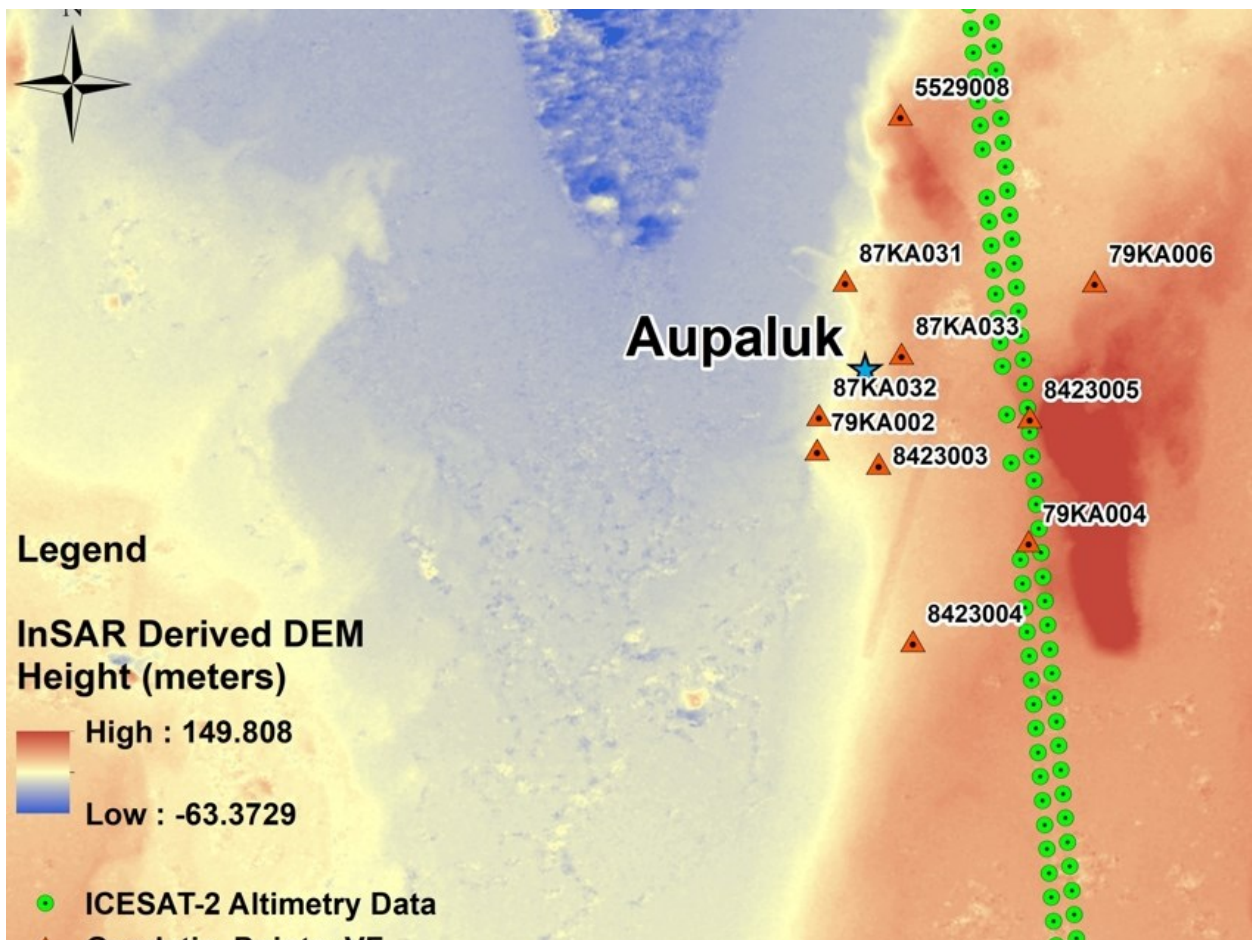 N
5529008
87KA031
79KA006
87KA033
Aupaluk
87KA032
8423005
79KA002
8423003
79KA004
Legend
8423004
InSAR Derived DEM
Height (meters)
High : 149.808
Low : -63.3729
ICESAT-2 Altimetry Data